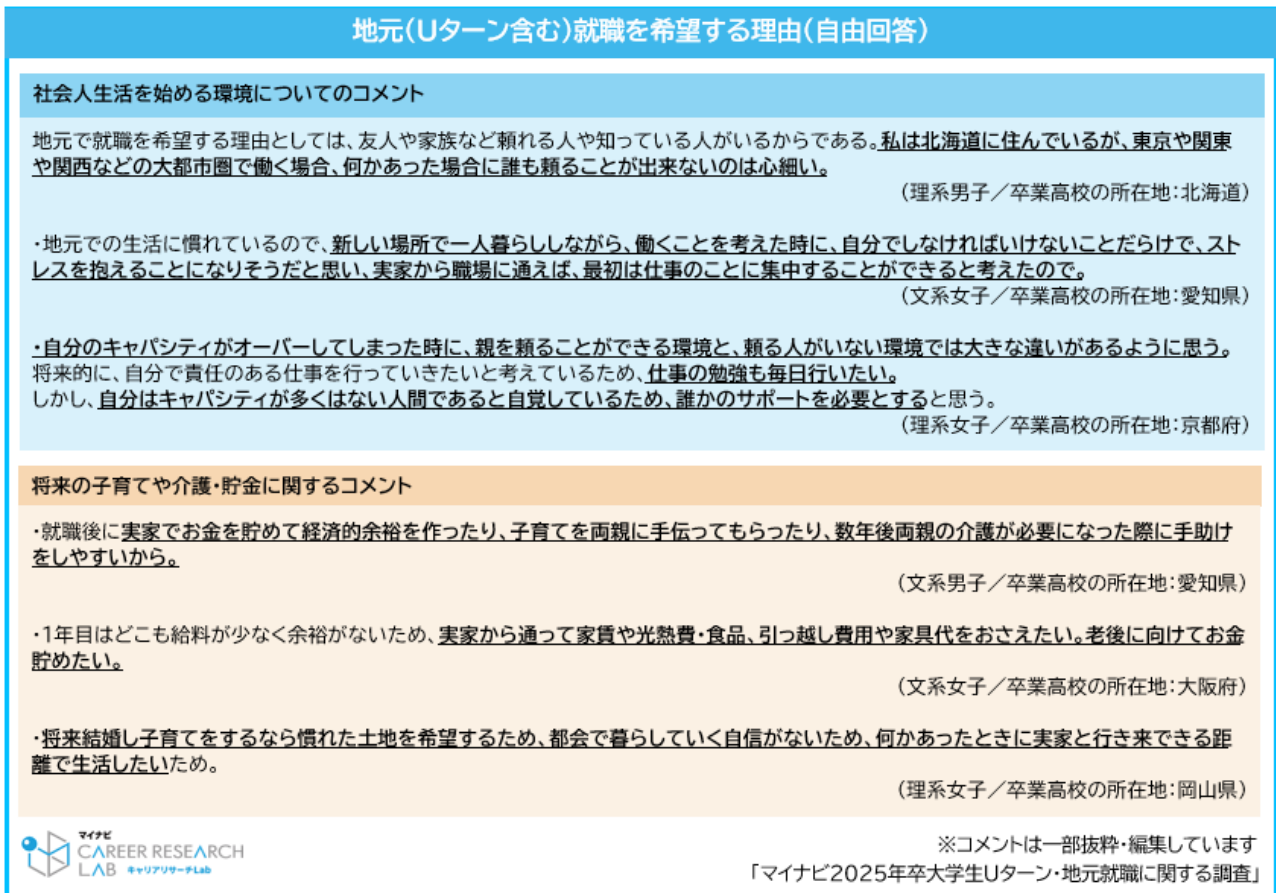 地元(Uターン含む)就職を希望する理由(自由回答)
社会人生活を始める環境についてのコメント
地元で就職を希望する理由としては、友人や家族など頼れる人や知っている人がいるからである。私は北海道に住んでいるが、東京や関東
や関西などの大都市圏で働く場合、何かあった場合に誰も頼ることが出来ないのは心細い。
(理系男子/卒業高校の所在地:北海道)
・地元での生活に慣れているので、新しい場所で一人暮らししながら、働くことを考えた時に、自分でしなければいけないことだらけで、スト
レスを抱えることになりそうだと思い、実家から職場に通えば、最初は仕事のことに集中することができると考えたので。
(文系女子/卒業高校の所在地:愛知県)
・自分のキャパシティがオーバーしてしまった時に、親を頼ることができる環境と、頼る人がいない環境では大きな違いがあるように思う。
将来的に、自分で責任のある仕事を行っていきたいと考えているため、仕事の勉強も毎日行いたい。
しかし、自分はキャパシティが多くはない人間であると自覚しているため、誰かのサポートを必要とすると思う。
(理系女子/卒業高校の所在地:京都府)
将来の子育てや介護・貯金に関するコメント
・就職後に実家でお金を貯めて経済的余裕を作ったり、子育てを両親に手伝ってもらったり、数年後両親の介護が必要になった際に手助け
をしやすいから。
(文系男子/卒業高校の所在地:愛知県)
・1年目はどこも給料が少なく余裕がないため、実家から通って家賃や光熱費・食品、引っ越し費用や家具代をおさえたい。老後に向けてお金
貯めたい。
(文系女子/卒業高校の所在地:大阪府)
・将来結婚し子育てをするなら慣れた土地を希望するため、都会で暮らしていく自信がないため、何かあったときに実家と行き来できる距
離で生活したいため。
(理系女子/卒業高校の所在地:岡山県)
マイナビ
CAREER RESEARCH
LAB キャリアリサーチLab
※コメントは一部抜粋・編集しています
「マイナビ2025年卒大学生Uターン・地元就職に関する調査」